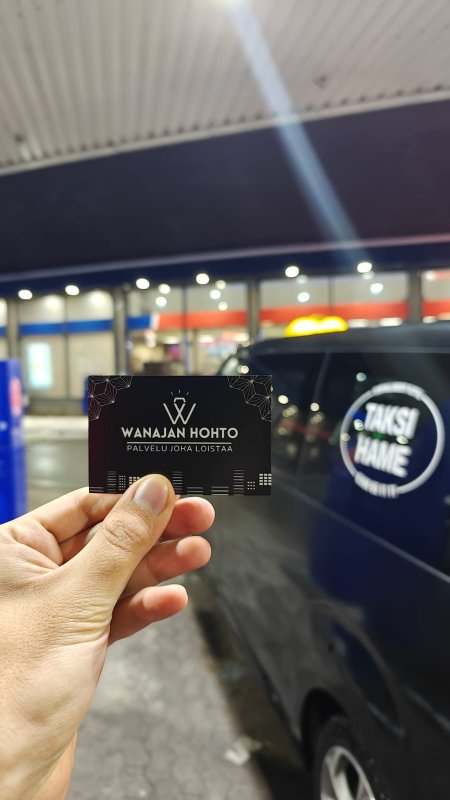 WANAJAN HOHTO
PALVELU JOKA LOISTAA
TAKSI
HÄME